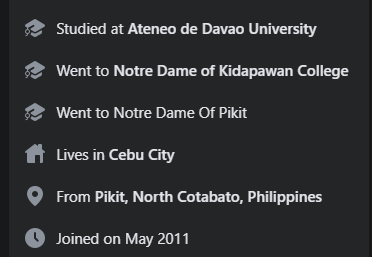 Studied at Ateneo de Davao University
Went to Notre Dame of Kidapawan College
Went to Notre Dame Of Pikit
Lives in Cebu City
From Pikit, North Cotabato, Philippines
Joined on May 2011